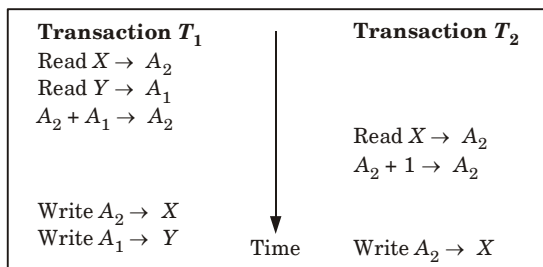 Transaction T1
Read X → A2
Read Y → A1
A2 + A1 → A2
Write A2 → X
Write A1 → Y
Time
Transaction T2
Read X → A2
A2 + 1 → A2
Write A2 → X